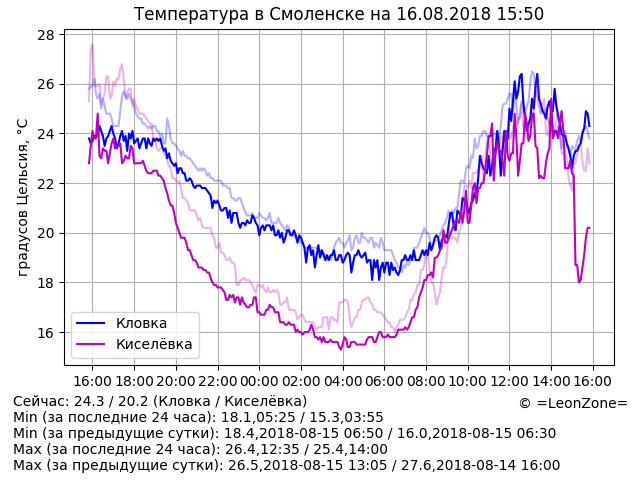 Температура в Смоленске на 16.08.2018 15:50
градусов Цельсия, °C
28
26
24
22
20
18
16
Кловка
Киселёвка
16:00 18:00 20:00 22:00 00:00 02:00 04:00 06:00 08:00 10:00 12:00 14:00 16:00
Сейчас: 24.3 / 20.2 (Кловка / Киселёвка)
© =LeonZone=
Min (за последние 24 часа): 18.1,05:25 / 15.3,03:55
Min (за предыдущие сутки): 18.4,2018-08-15 06:50 / 16.0,2018-08-15 06:30
Max (за последние 24 часа): 26.4,12:35 / 25.4,14:00
Max (за предыдущие сутки): 26.5,2018-08-15 13:05 / 27.6,2018-08-14 16:00